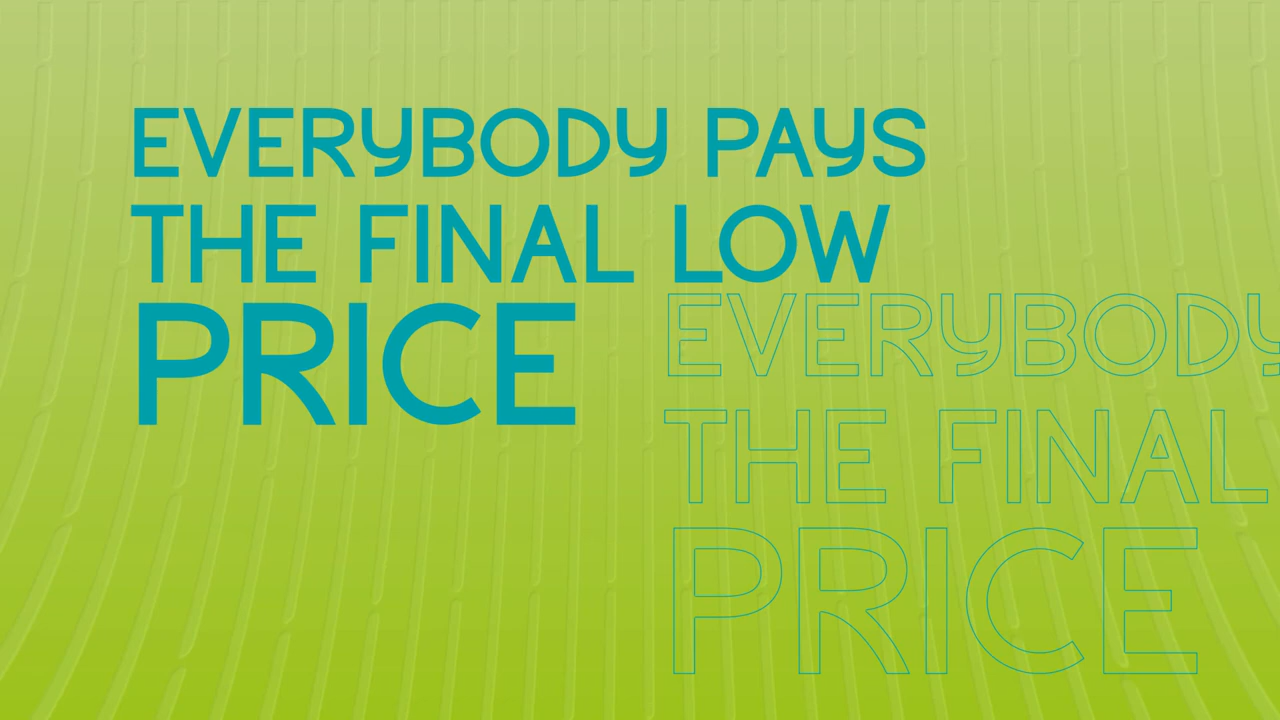 EVERYBODY PAYS
THE FINAL LOW
PRICE
EVERYBODY
THE FINAL
PRICE